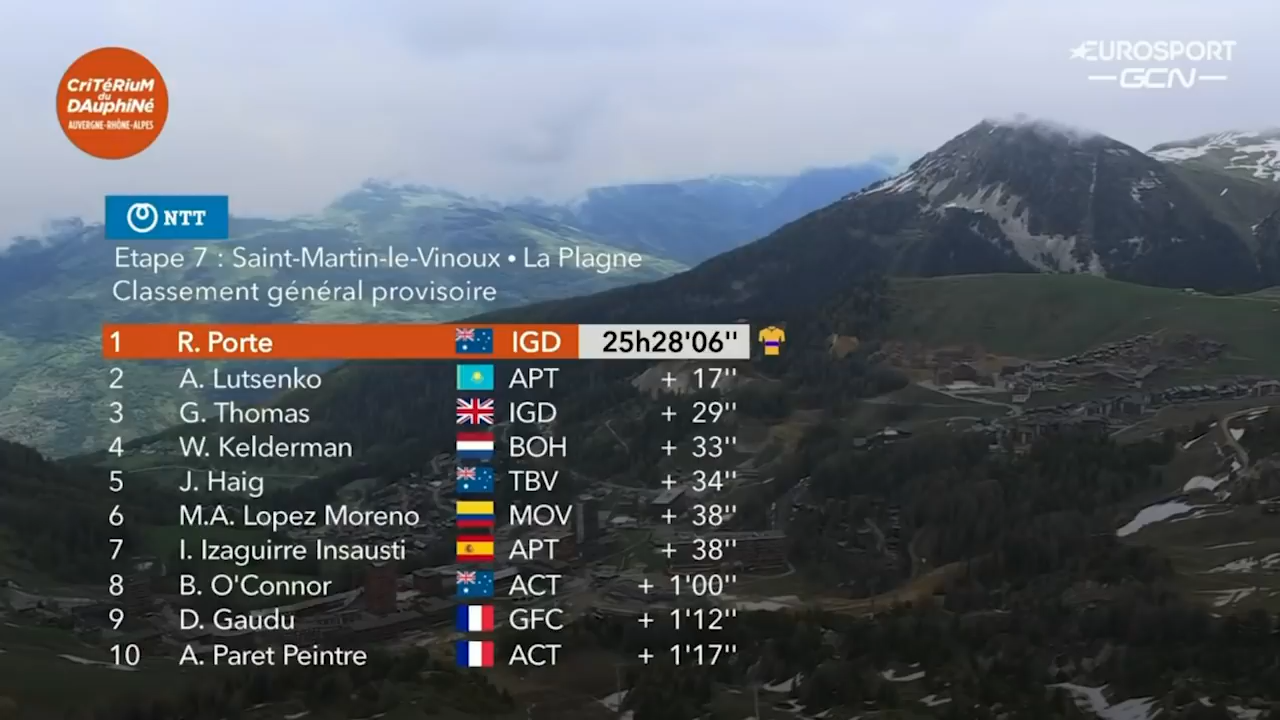 CriTéRiuM
du
DAuphiNé
AUVERGNE-RHÔNE-ALPES
EUROSPORT
GCN
NTT
Etape 7 : Saint-Martin-le-Vinoux • La Plagne
Classement général provisoire
1 R. Porte IGD 25h28'06''
2 A. Lutsenko APT + 17''
3 G. Thomas IGD + 29''
4 W. Kelderman BOH + 33''
5 J. Haig TBV + 34''
6 M.A. Lopez Moreno MOV + 38''
7 I. Izaguirre Insausti APT + 38''
8 B. O'Connor ACT + 1'00''
9 D. Gaudu GFC + 1'12''
10 A. Paret Peintre ACT + 1'17''